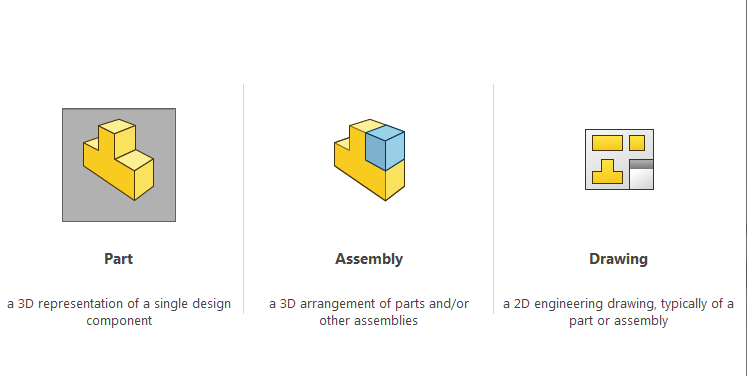 Part
a 3D representation of a single design
component
Assembly
a 3D arrangement of parts and/or
other assemblies
Drawing
a 2D engineering drawing, typically of a
part or assembly